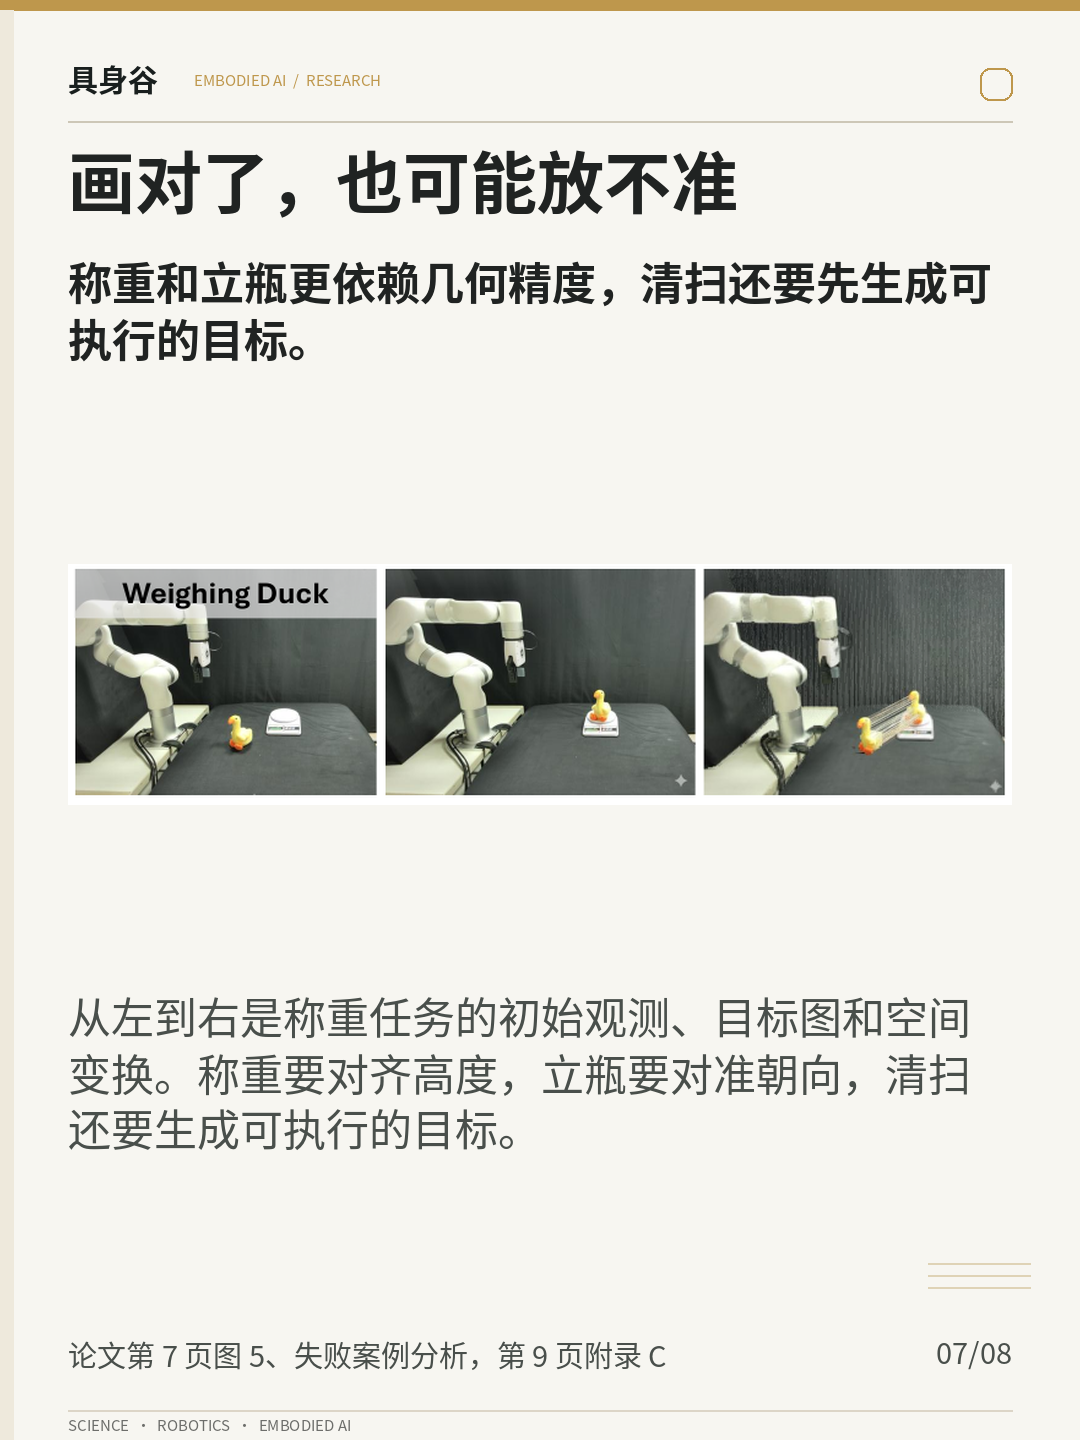 具身谷
EMBODIED AI / RESEARCH
画对了，也可能放不准
称重和立瓶更依赖几何精度，清扫还要先生成可
执行的目标。
Weighing Duck
从左到右是称重任务的初始观测、目标图和空间
变换。称重要对齐高度，立瓶要对准朝向，清扫
还要生成可执行的目标。
论文第 7 页图 5、失败案例分析，第 9 页附录 C
07/08
SCIENCE · ROBOTICS · EMBODIED AI